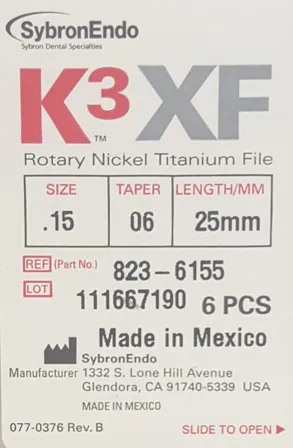 SybronEndo
Sybron Dental Specialties
K3XF
™
Rotary Nickel Titanium File
SIZE TAPER LENGTH/MM
.15 06 25mm
REF (Part No.) 823-6155
LOT 111667190 6 PCS
Made in Mexico
SybronEndo
Manufacturer 1332 S. Lone Hill Avenue
Glendora, CA 91740-5339 USA
MADE IN MEXICO
077-0376 Rev. B SLIDE TO OPEN ▶